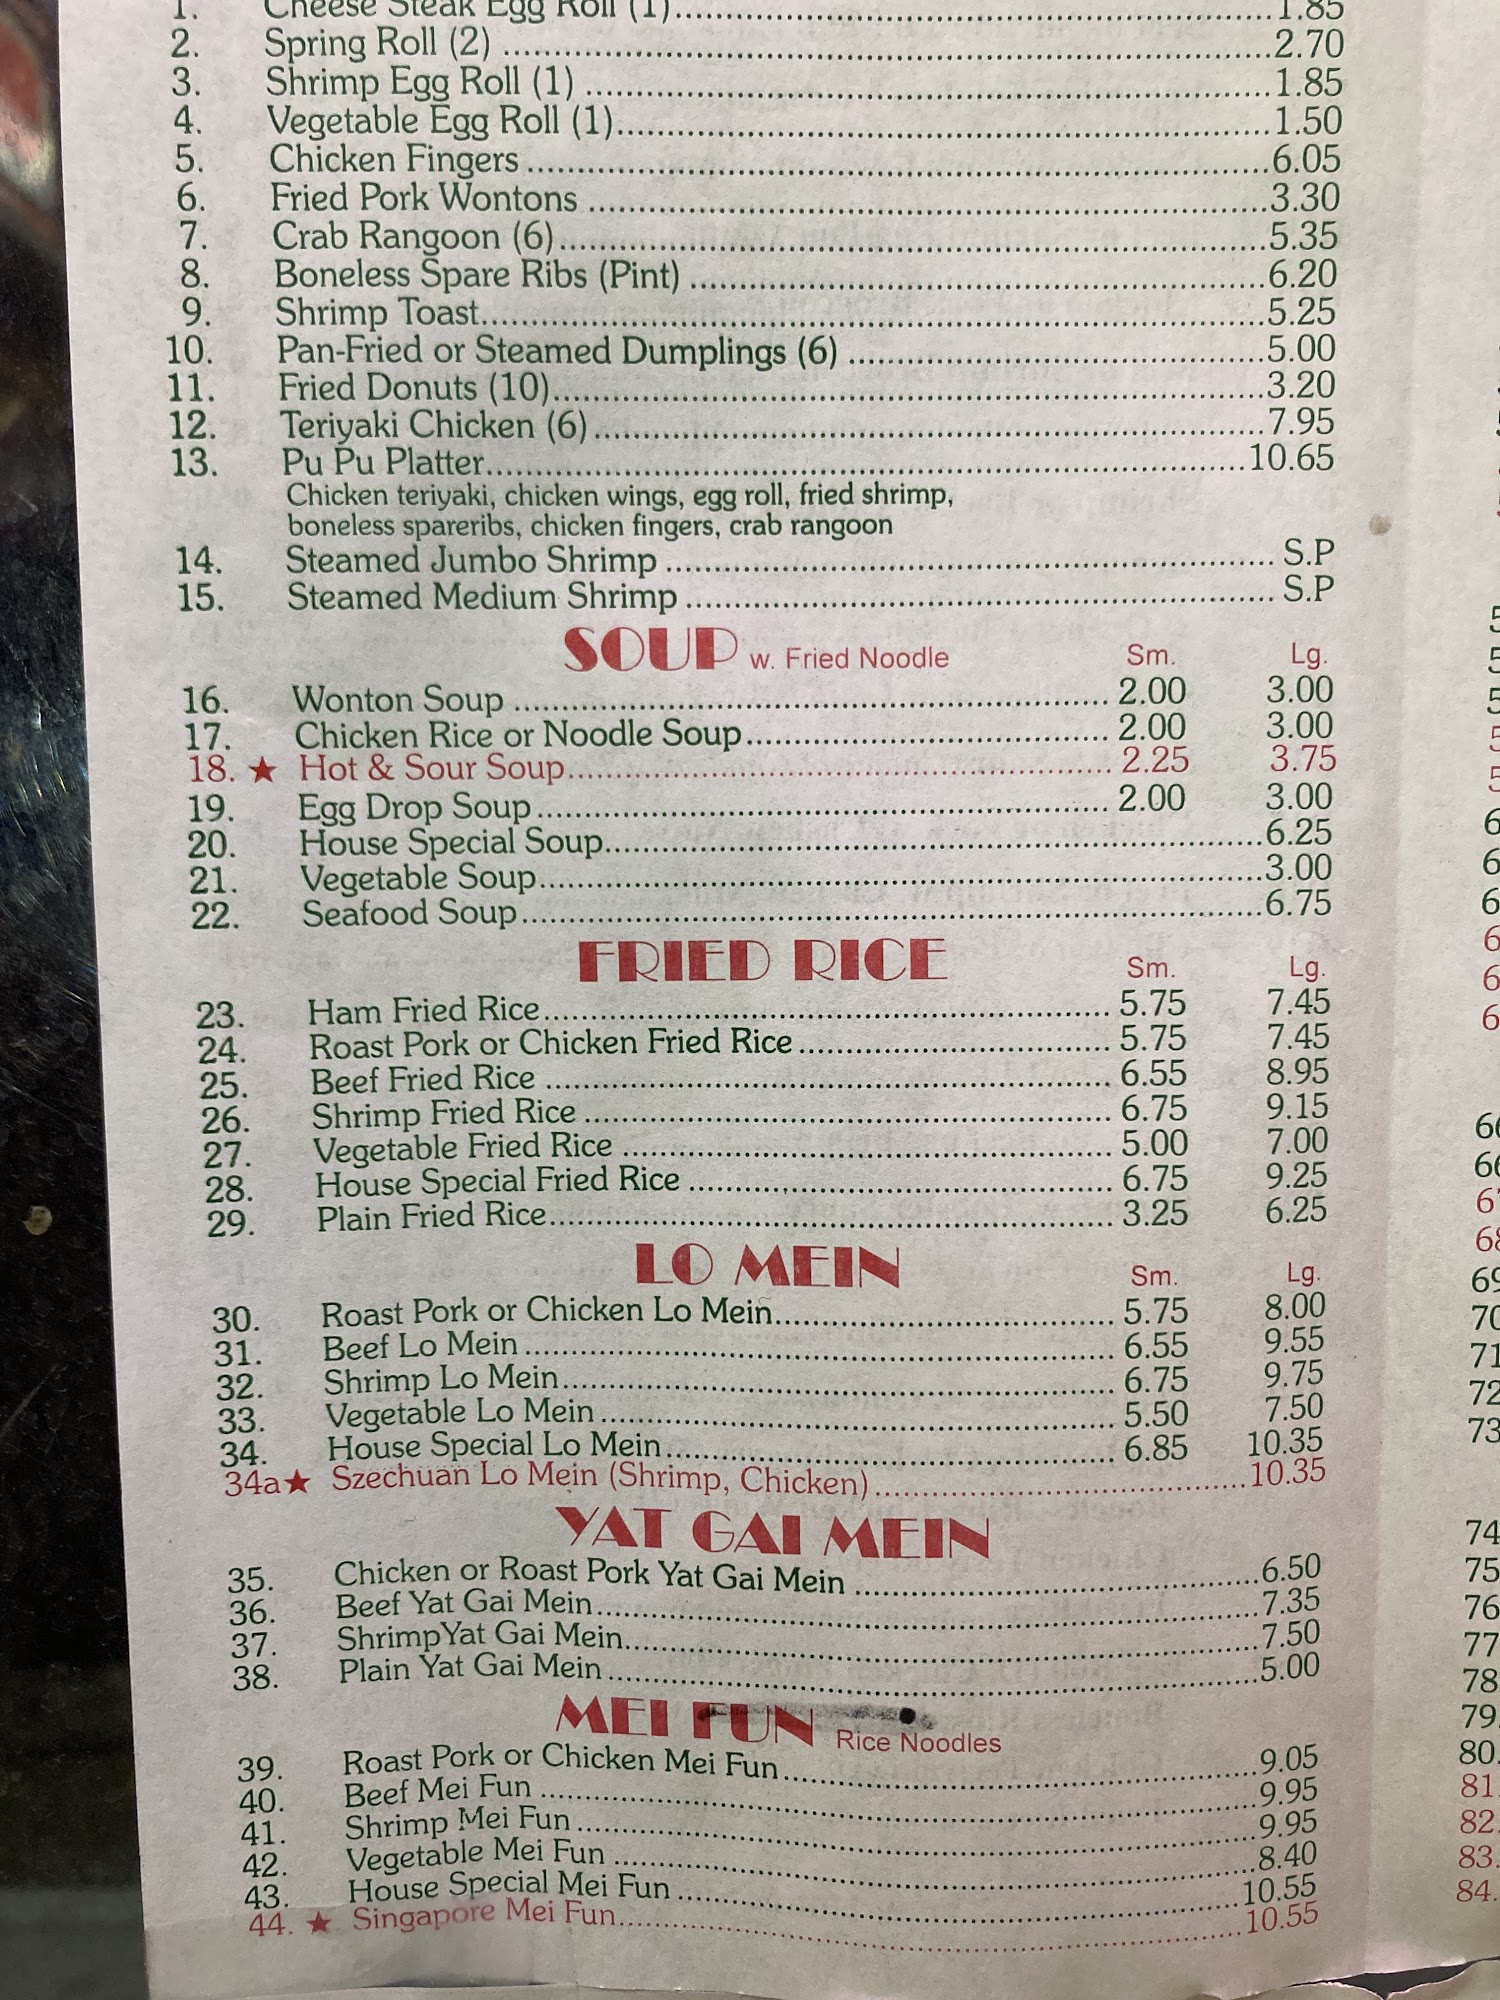 1. Cheese Steak Egg Roll (1) 1.85
2. Spring Roll (2) 2.70
3. Shrimp Egg Roll (1) 1.85
4. Vegetable Egg Roll (1) 1.50
5. Chicken Fingers 6.05
6. Fried Pork Wontons 3.30
7. Crab Rangoon (6) 5.35
8. Boneless Spare Ribs (Pint) 6.20
9. Shrimp Toast 5.25
10. Pan-Fried or Steamed Dumplings (6) 5.00
11. Fried Donuts (10) 3.20
12. Teriyaki Chicken (6) 7.95
13. Pu Pu Platter 10.65
Chicken teriyaki, chicken wings, egg roll, fried shrimp,
boneless spareribs, chicken fingers, crab rangoon
14. Steamed Jumbo Shrimp S.P
15. Steamed Medium Shrimp S.P
SOUP w. Fried Noodle Sm. Lg.
16. Wonton Soup 2.00 3.00
17. Chicken Rice or Noodle Soup 2.00 3.00
18. ★ Hot & Sour Soup 2.25 3.75
19. Egg Drop Soup 2.00 3.00
20. House Special Soup 6.25
21. Vegetable Soup 3.00
22. Seafood Soup 6.75
FRIED RICE Sm. Lg.
23. Ham Fried Rice 5.75 7.45
24. Roast Pork or Chicken Fried Rice 5.75 7.45
25. Beef Fried Rice 6.55 8.95
26. Shrimp Fried Rice 6.75 9.15
27. Vegetable Fried Rice 5.00 7.00
28. House Special Fried Rice 6.75 9.25
29. Plain Fried Rice 3.25 6.25
LO MEIN Sm. Lg.
30. Roast Pork or Chicken Lo Mein 5.75 8.00
31. Beef Lo Mein 6.55 9.55
32. Shrimp Lo Mein 6.75 9.75
33. Vegetable Lo Mein 5.50 7.50
34. House Special Lo Mein 6.85 10.35
34a★ Szechuan Lo Mein (Shrimp, Chicken) 10.35
YAT GAI MEIN
35. Chicken or Roast Pork Yat Gai Mein 6.50
36. Beef Yat Gai Mein 7.35
37. ShrimpYat Gai Mein 7.50
38. Plain Yat Gai Mein 5.00
MEI FUN Rice Noodles
39. Roast Pork or Chicken Mei Fun 9.05
40. Beef Mei Fun 9.95
41. Shrimp Mei Fun 9.95
42. Vegetable Mei Fun 8.40
43. House Special Mei Fun 10.55
44. ★ Singapore Mei Fun 10.55
69
70
71
72
73
74
75
76
77
78
79.
80.
81.
82.
83.
84.